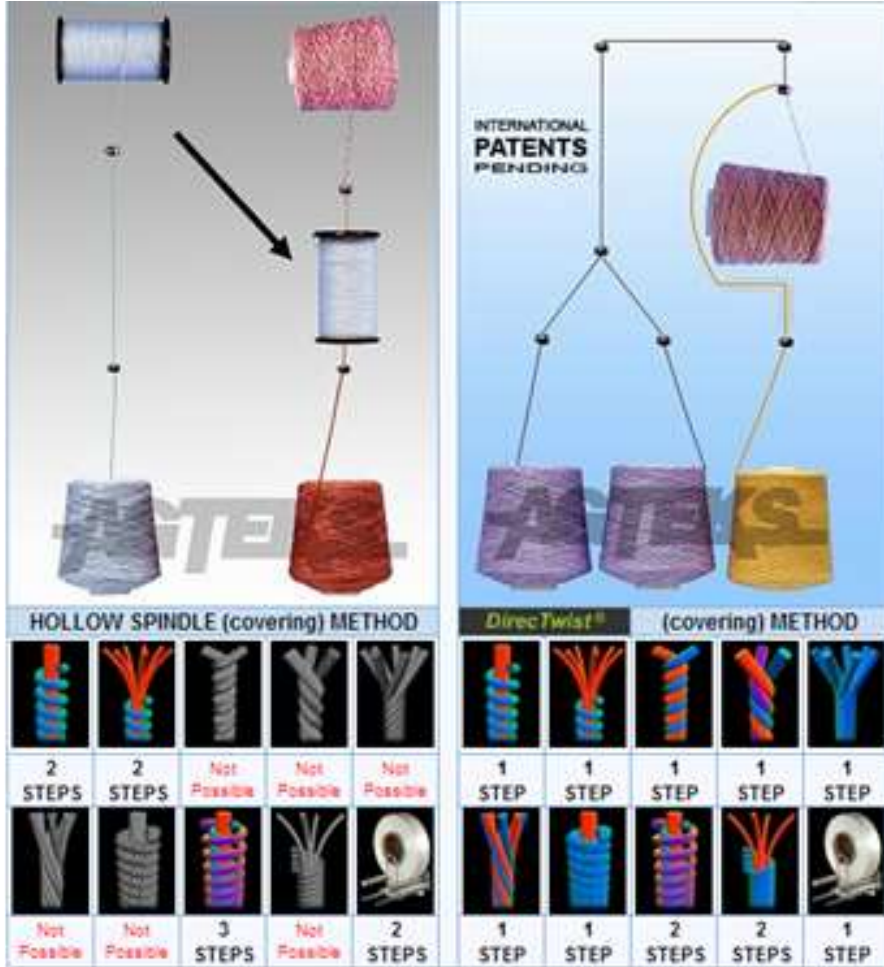 INTERNATIONAL
PATENTS
PENDING
AGTEKS
AGTEKS
HOLLOW SPINDLE (covering) METHOD
DirecTwist® (covering) METHOD
2 STEPS
2 STEPS
Not Possible
Not Possible
Not Possible
1 STEP
1 STEP
1 STEP
1 STEP
1 STEP
Not Possible
Not Possible
3 STEPS
Not Possible
2 STEPS
1 STEP
1 STEP
2 STEPS
2 STEPS
1 STEP